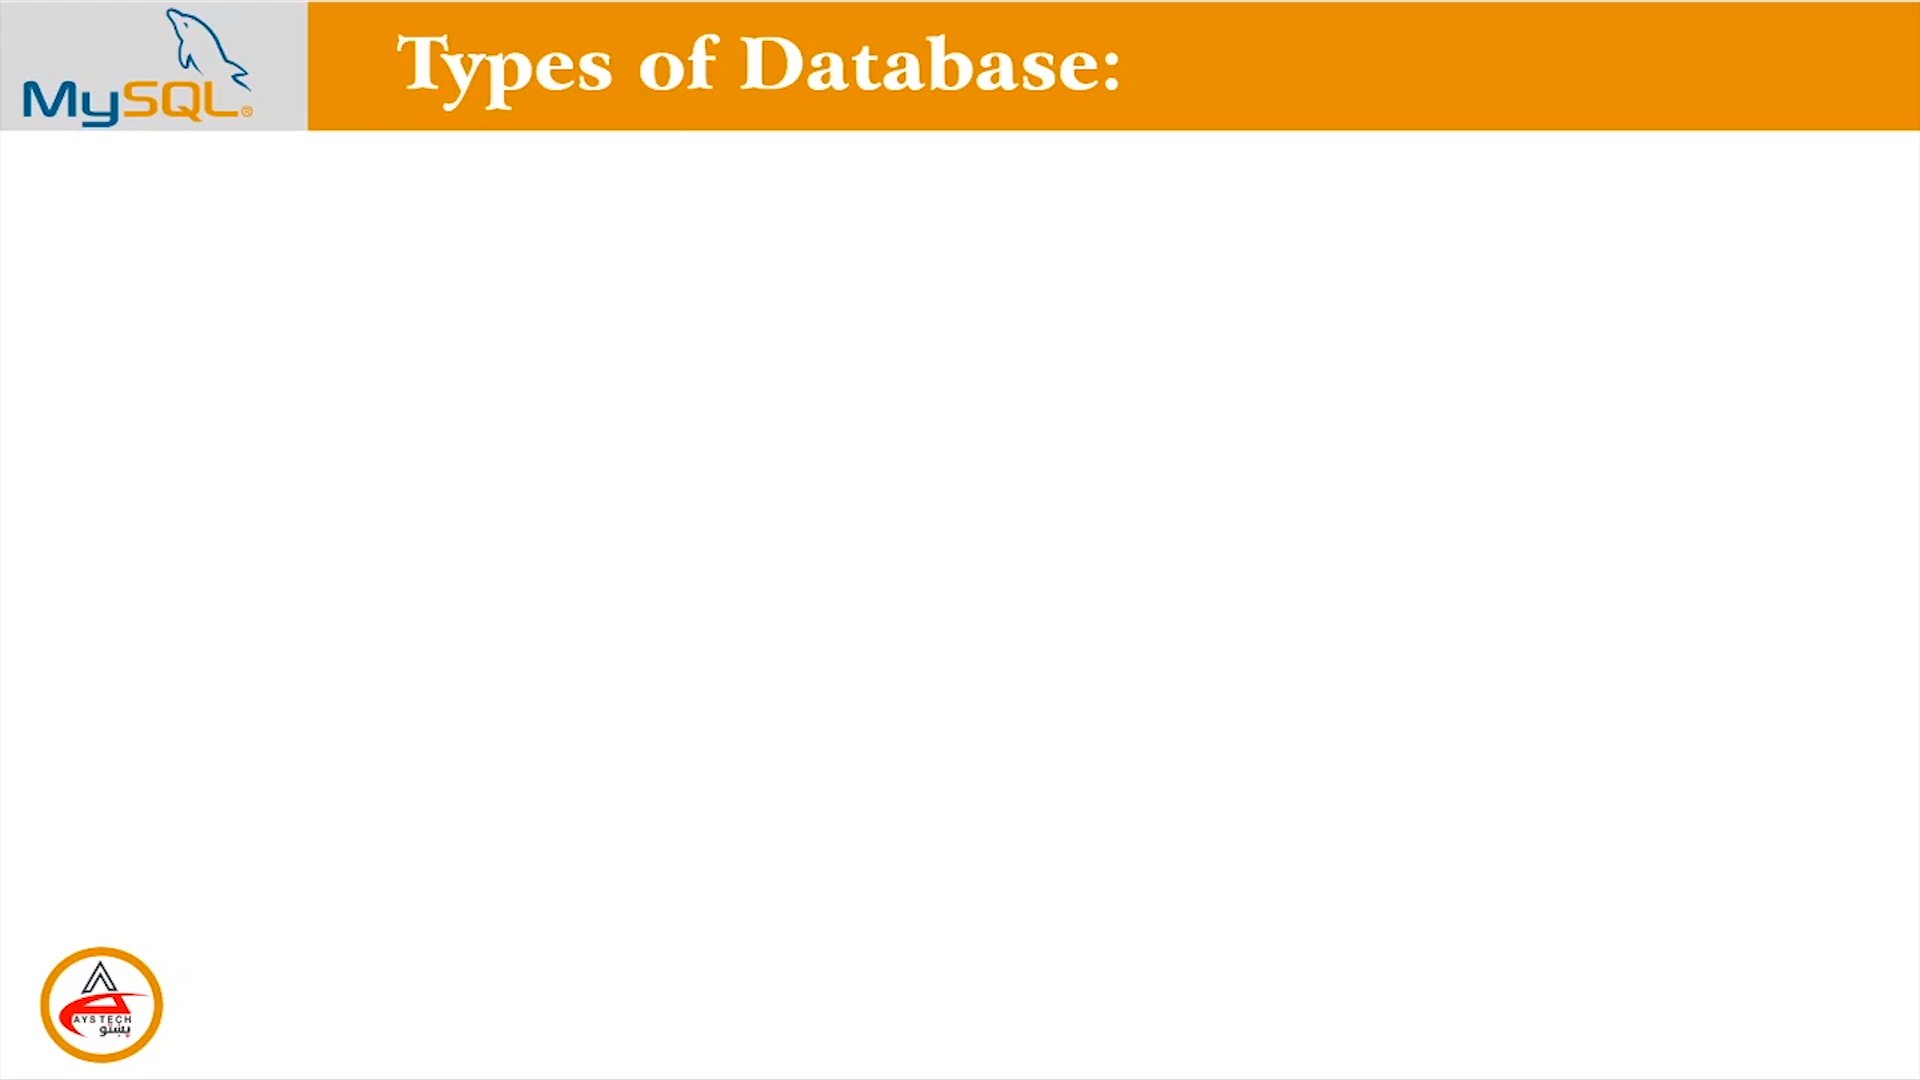 MySQL®
Types of Database:
AYSTECH
پښتو